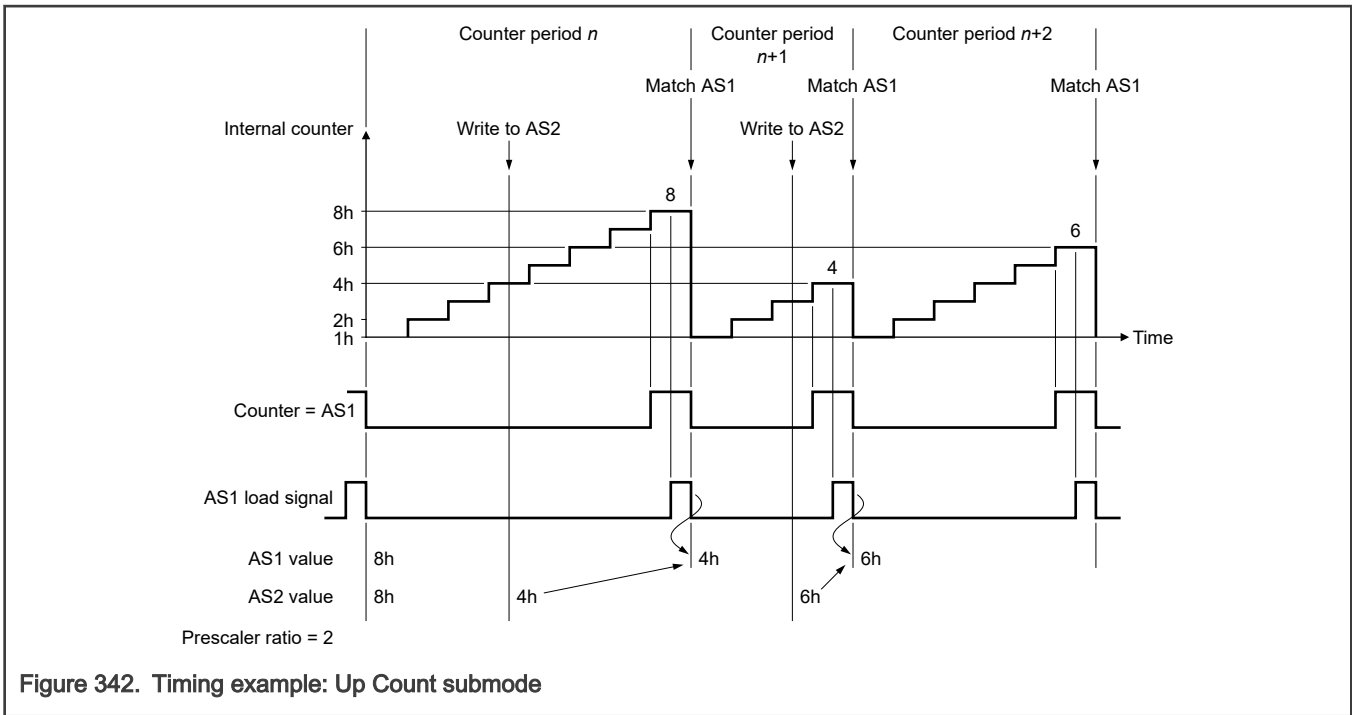 Counter period n
Counter period
n+1
Counter period n+2
Match AS1
Match AS1
Match AS1
Internal counter
Write to AS2
Write to AS2
8
8h
6h
6
4
4h
2h
1h
Time
Counter = AS1
AS1 load signal
AS1 value
8h
4h
6h
AS2 value
8h
4h
6h
Prescaler ratio = 2
Figure 342. Timing example: Up Count submode